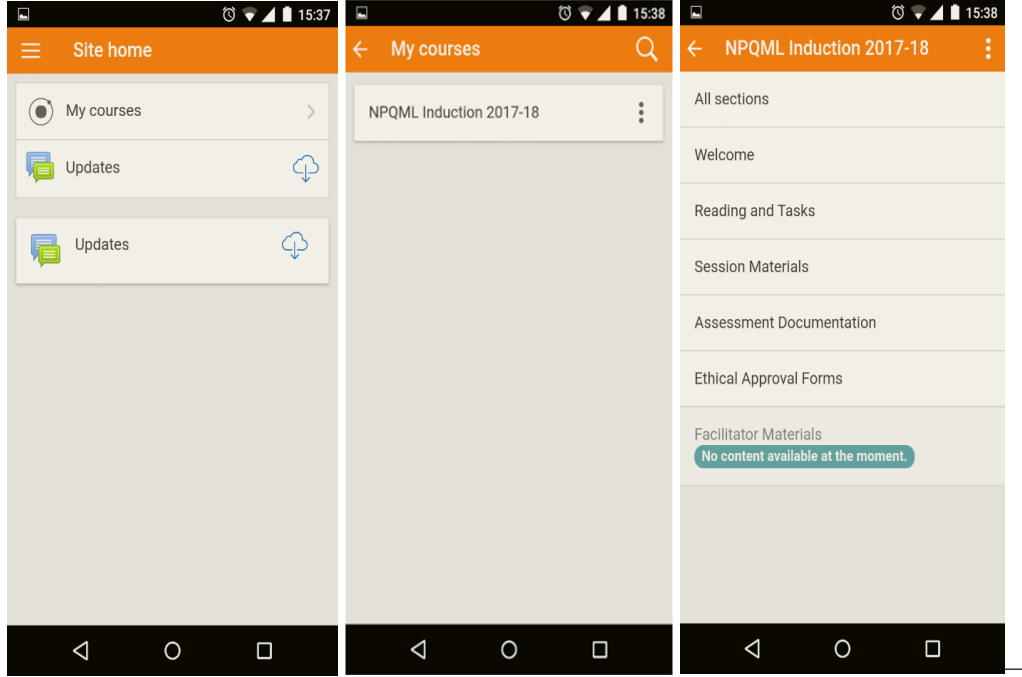 15:37
Site home
My courses
Updates
Updates
15:38
My courses
NPQML Induction 2017-18
15:38
NPQML Induction 2017-18
All sections
Welcome
Reading and Tasks
Session Materials
Assessment Documentation
Ethical Approval Forms
Facilitator Materials
No content available at the moment.